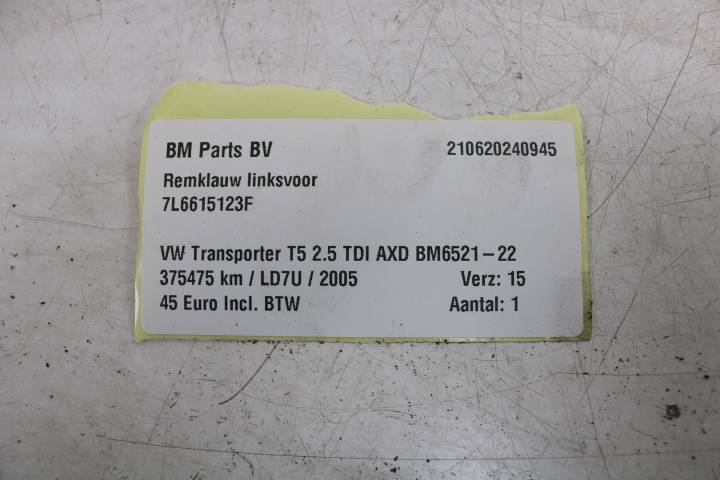 BM Parts BV 210620240945
Remklauw linksvoor
7L6615123F
VW Transporter T5 2.5 TDI AXD BM6521-22
375475 km / LD7U / 2005 Verz: 15
45 Euro Incl. BTW Aantal: 1